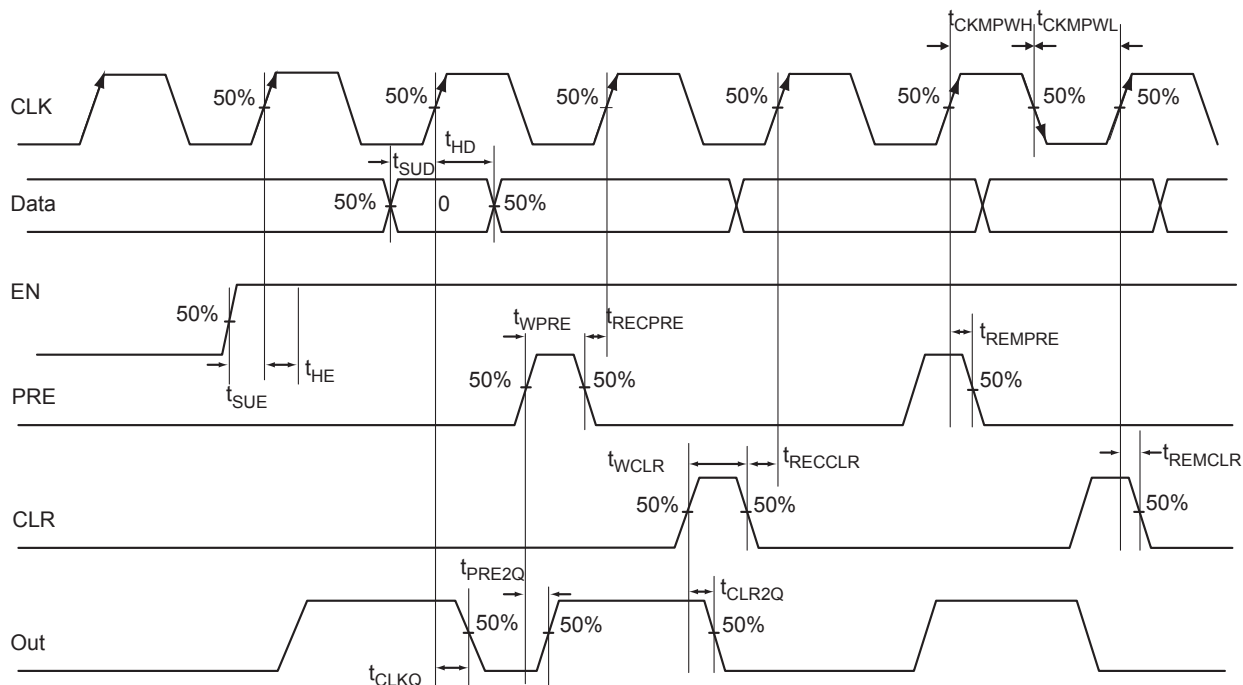 tCKMPWH tCKMPWL
CLK 50% 50% 50% 50% 50% 50% 50%
tSUD tHD
Data 50% 0 50%
EN 50%
tSUE tHE
tWPRE tRECPRE tREMPRE
PRE 50% 50% 50%
tWCLR tRECCLR tREMCLR
CLR 50% 50% 50%
tPRE2Q tCLR2Q
Out 50% 50% 50%
tCLKQ